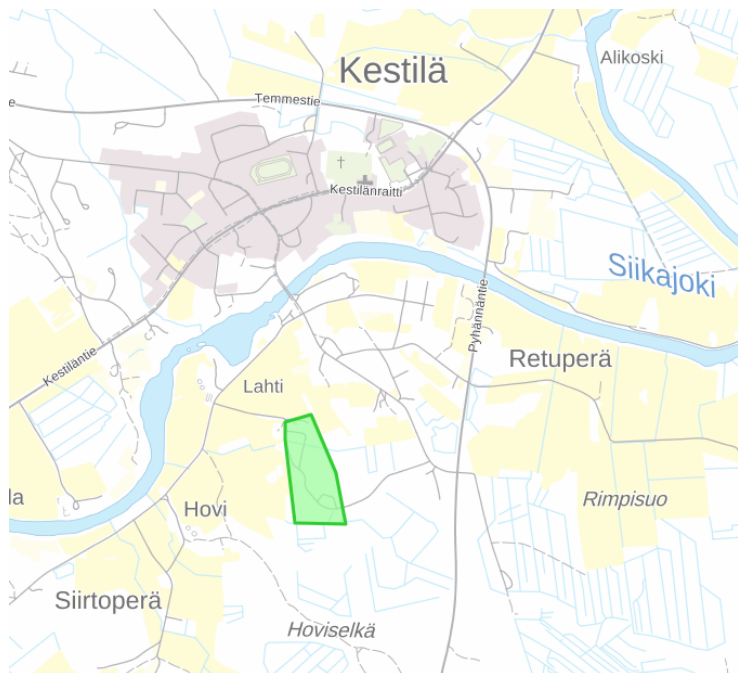 Alikoski
Kestilä
Temmestie
e
Kestilänraitti
Siikajoki
Pyhännäntie
Kestiläntie
Retuperä
Lahti
la
Rimpisuo
Hovi
Siirtoperä
Hoviselkä